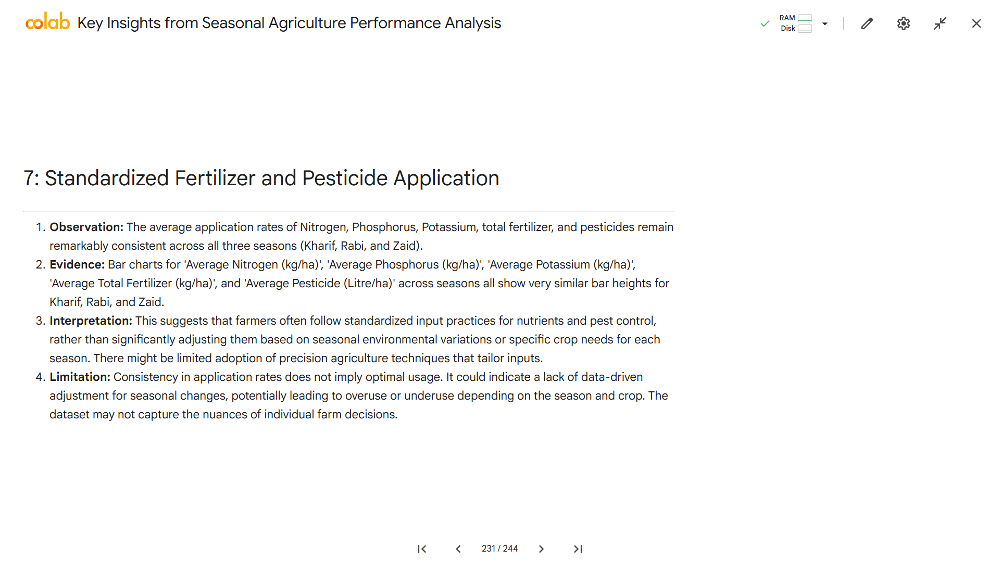 colab Key Insights from Seasonal Agriculture Performance Analysis
RAM
Disk
7: Standardized Fertilizer and Pesticide Application
1. Observation: The average application rates of Nitrogen, Phosphorus, Potassium, total fertilizer, and pesticides remain
remarkably consistent across all three seasons (Kharif, Rabi, and Zaid).
2. Evidence: Bar charts for 'Average Nitrogen (kg/ha)', 'Average Phosphorus (kg/ha)', 'Average Potassium (kg/ha)',
'Average Total Fertilizer (kg/ha)', and 'Average Pesticide (Litre/ha)' across seasons all show very similar bar heights for
Kharif, Rabi, and Zaid.
3. Interpretation: This suggests that farmers often follow standardized input practices for nutrients and pest control,
rather than significantly adjusting them based on seasonal environmental variations or specific crop needs for each
season. There might be limited adoption of precision agriculture techniques that tailor inputs.
4. Limitation: Consistency in application rates does not imply optimal usage. It could indicate a lack of data-driven
adjustment for seasonal changes, potentially leading to overuse or underuse depending on the season and crop. The
dataset may not capture the nuances of individual farm decisions.
231 / 244